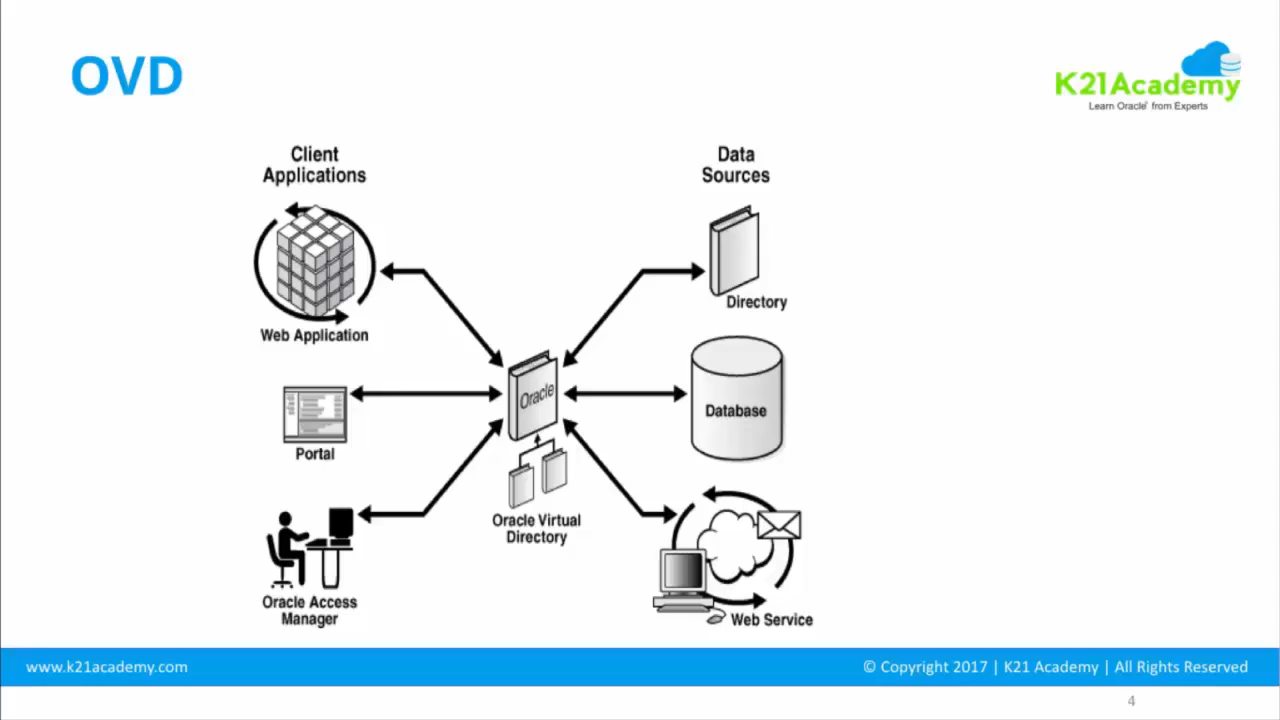 OVD
K21Academy
Learn Oracle' from Experts
Client
Applications
Data
Sources
Web Application
Directory
Oracle
Database
Portal
Oracle Virtual
Directory
Oracle Access
Manager
Web Service
www.k21academy.com
© Copyright 2017 | K21 Academy | All Rights Reserved
4